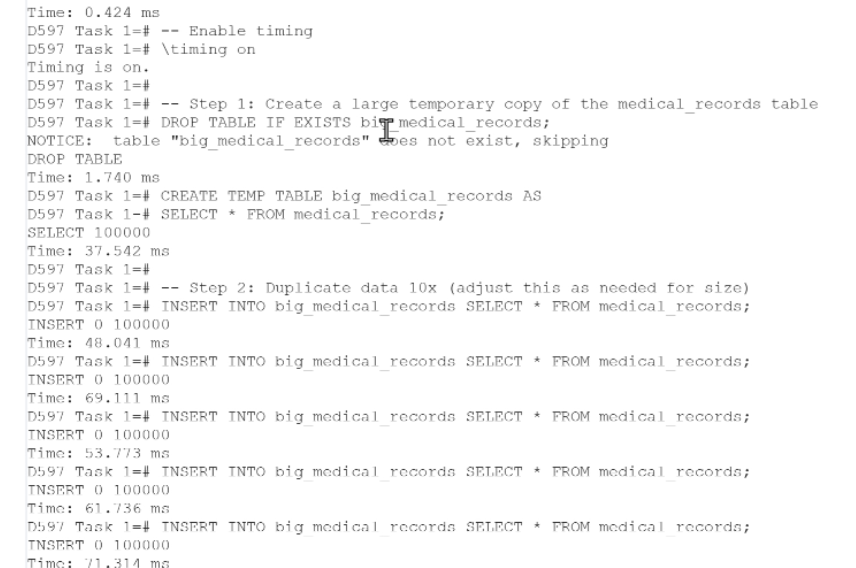 Time: 0.424 ms
D597 Task 1=# -- Enable timing
D597 Task 1=# \timing on
Timing is on.
D597 Task 1=#
D597 Task 1=# -- Step 1: Create a large temporary copy of the medical_records table
D597 Task 1=# DROP TABLE IF EXISTS big_medical_records;
NOTICE:  table "big_medical_records" does not exist, skipping
DROP TABLE
Time: 1.740 ms
D597 Task 1=# CREATE TEMP TABLE big_medical_records AS
D597 Task 1-# SELECT * FROM medical_records;
SELECT 100000
Time: 37.542 ms
D597 Task 1=#
D597 Task 1=# -- Step 2: Duplicate data 10x (adjust this as needed for size)
D597 Task 1=# INSERT INTO big_medical_records SELECT * FROM medical_records;
INSERT 0 100000
Time: 48.041 ms
D597 Task 1=# INSERT INTO big_medical_records SELECT * FROM medical_records;
INSERT 0 100000
Time: 69.111 ms
D597 Task 1=# INSERT INTO big_medical_records SELECT * FROM medical_records;
INSERT 0 100000
Time: 53.773 ms
D597 Task 1=# INSERT INTO big_medical_records SELECT * FROM medical_records;
INSERT 0 100000
Time: 61.736 ms
D597 Task 1=# INSERT INTO big_medical_records SELECT * FROM medical_records;
INSERT 0 100000
Time: 71.314 ms